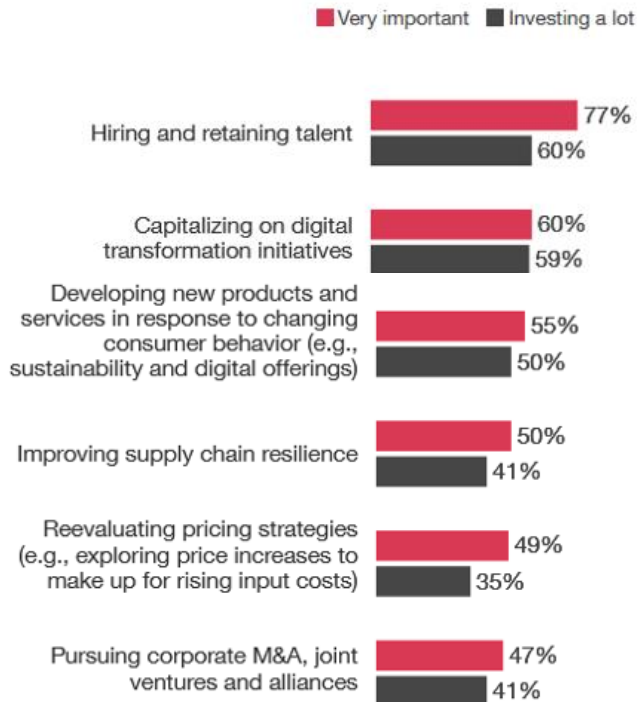 Very important Investing a lot
Hiring and retaining talent
77%
60%
Capitalizing on digital
transformation initiatives
60%
59%
Developing new products and
services in response to changing
consumer behavior (e.g.,
sustainability and digital offerings)
55%
50%
Improving supply chain resilience
50%
41%
Reevaluating pricing strategies
(e.g., exploring price increases to
make up for rising input costs)
49%
35%
Pursuing corporate M&A, joint
ventures and alliances
47%
41%